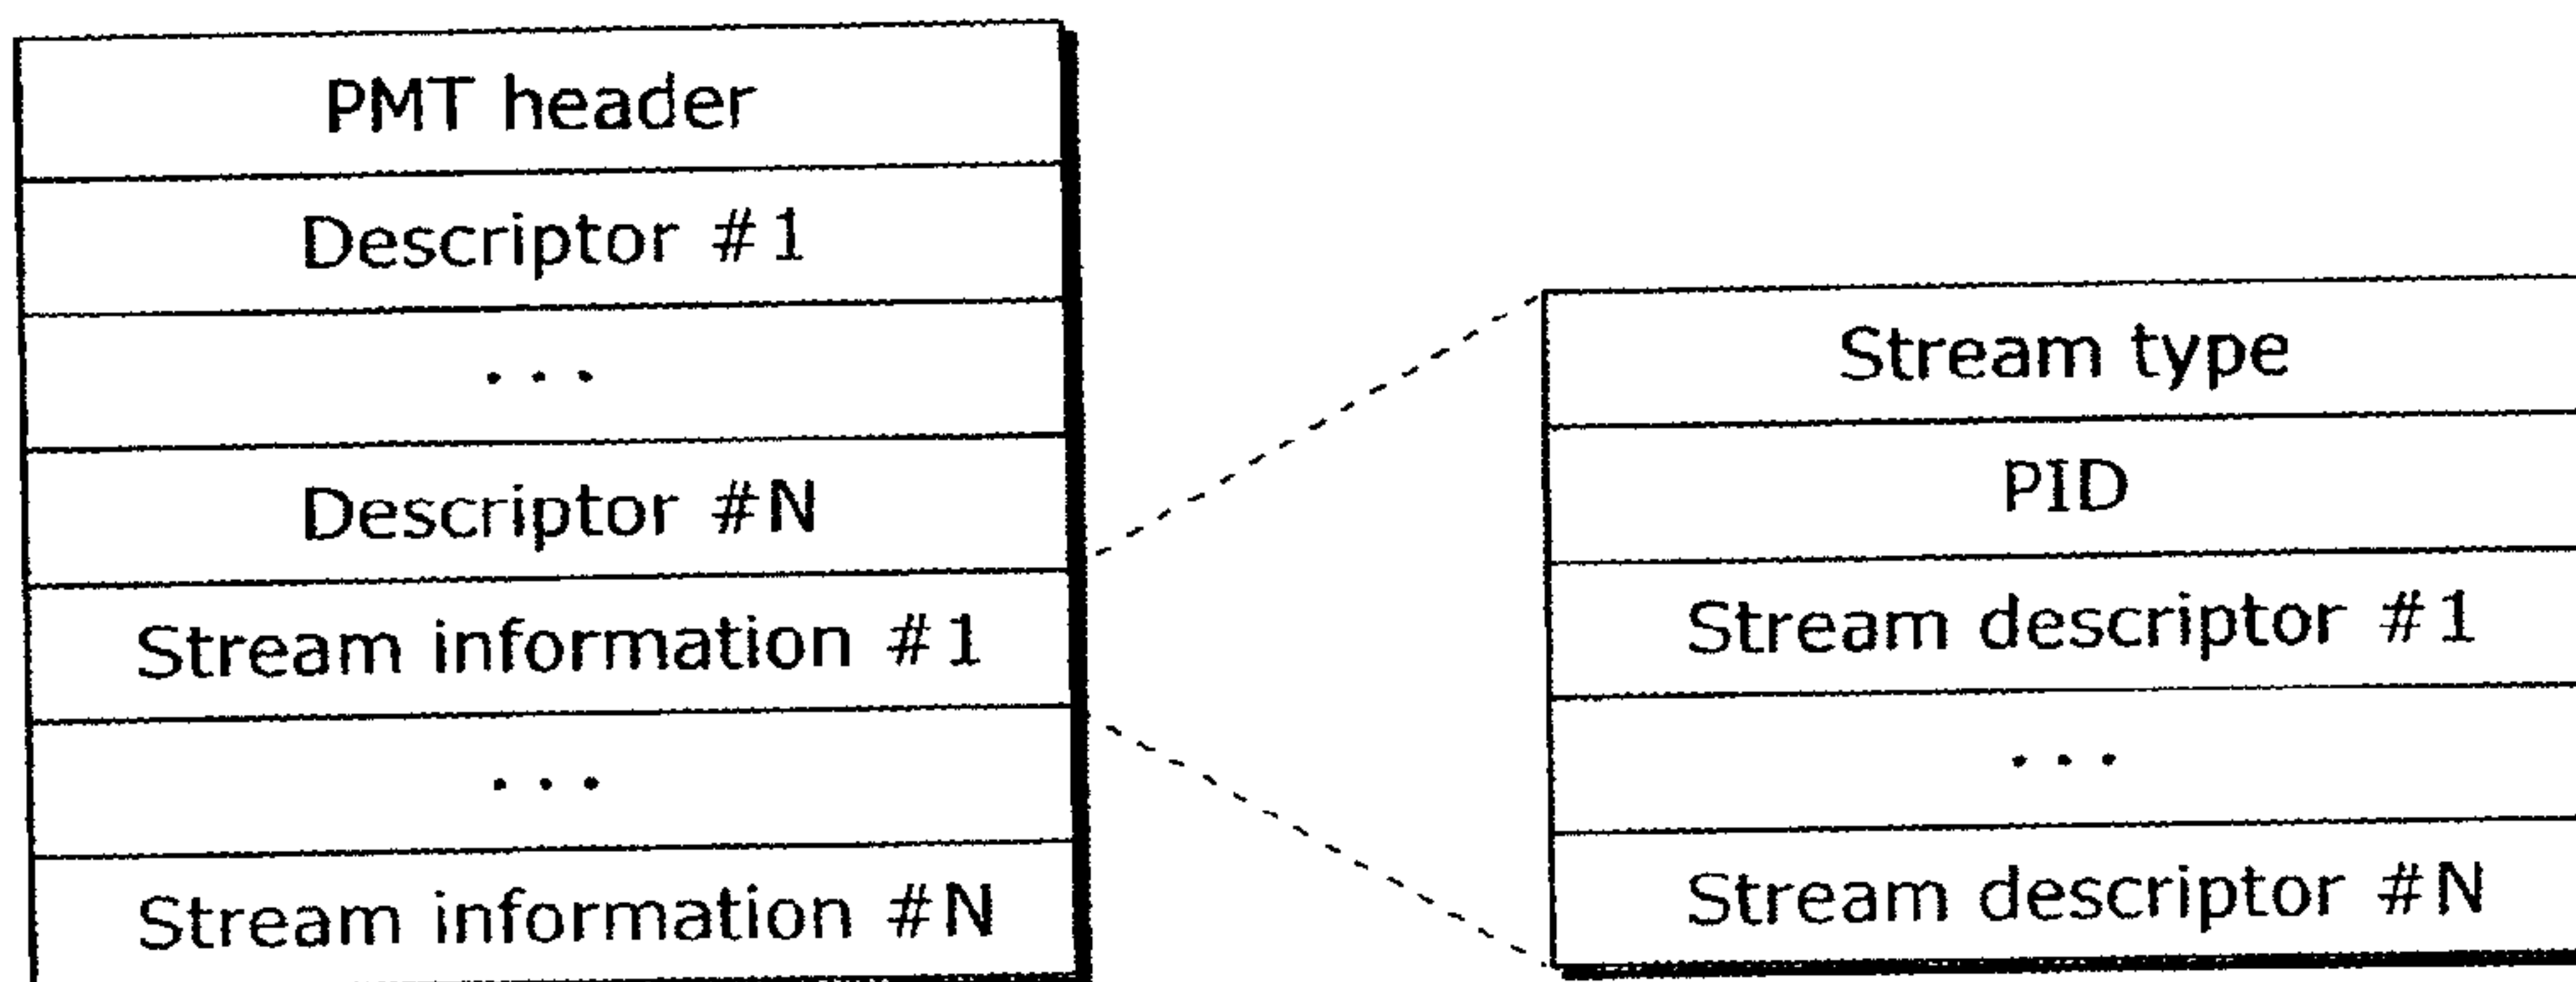 PMT header
Descriptor #1
...
Descriptor #N
Stream information #1
...
Stream information #N
Stream type
PID
Stream descriptor #1
...
Stream descriptor #N